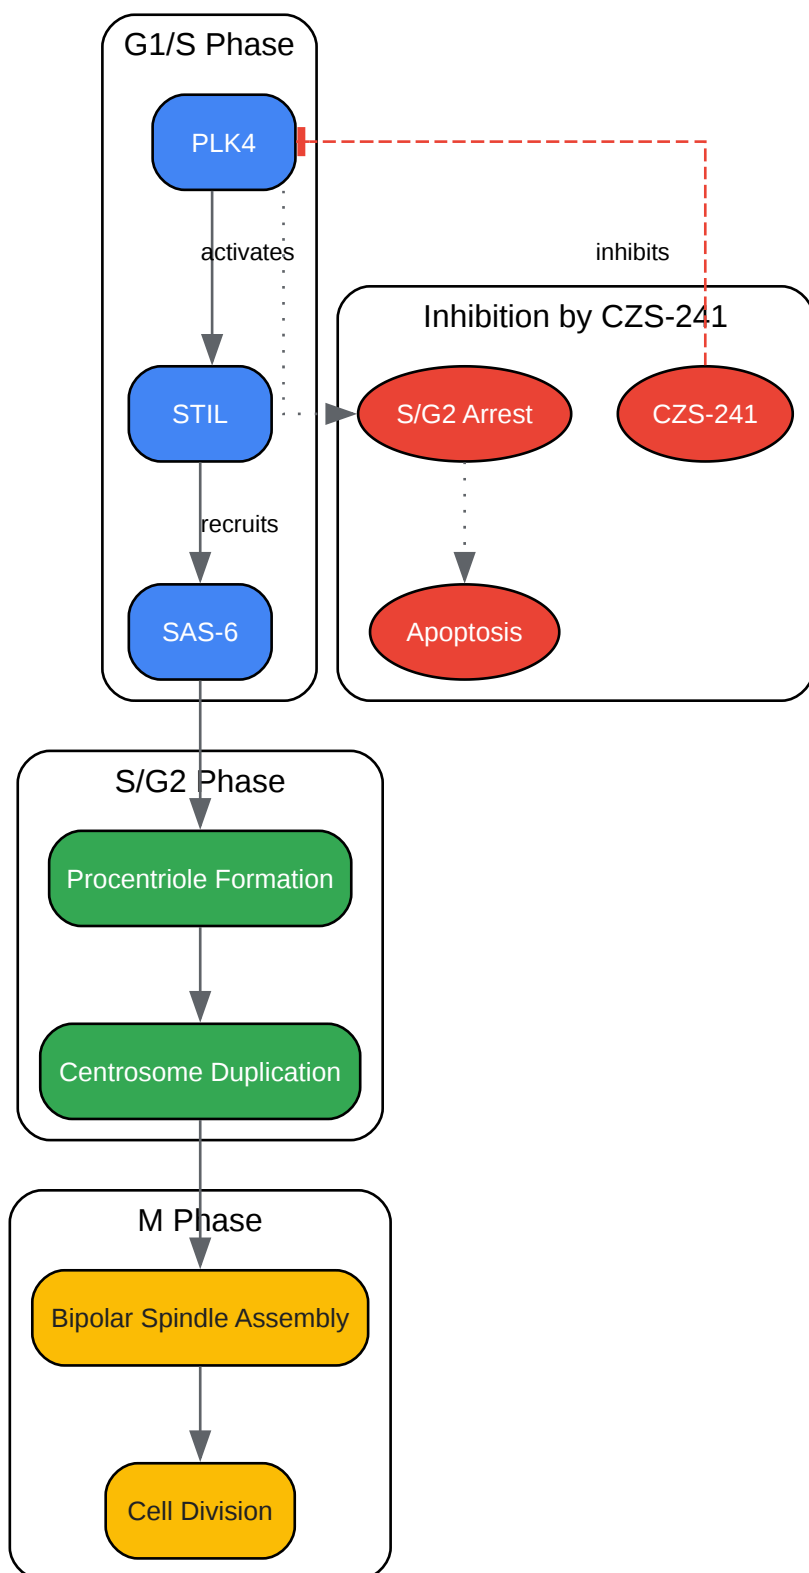 G1/S Phase
PLK4
activates
inhibits
Inhibition by CZS-241
STIL
S/G2 Arrest
CZS-241
recruits
SAS-6
Apoptosis
S/G2 Phase
Procentriole Formation
Centrosome Duplication
M Phase
Bipolar Spindle Assembly
Cell Division